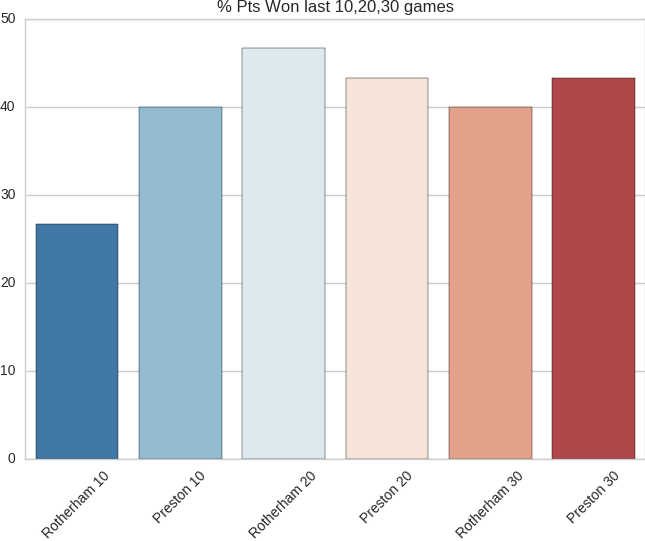 % Pts Won last 10,20,30 games
50
40
30
20
10
0
Rotherham 10
Preston 10
Rotherham 20
Preston 20
Rotherham 30
Preston 30